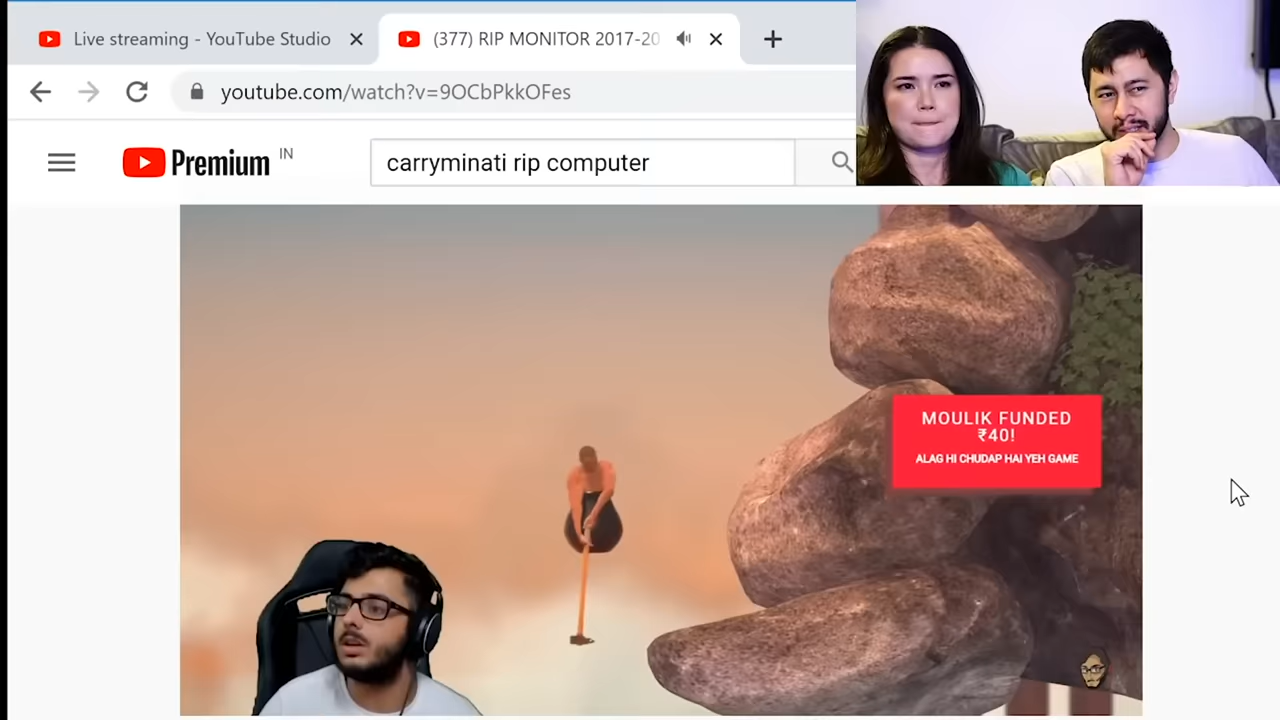 Live streaming - YouTube Studio
(377) RIP MONITOR 2017-20
youtube.com/watch?v=9OCbPkkOFes
Premium IN
carryminati rip computer
MOULIK FUNDED
₹40!
ALAG HI CHUDAP HAI YEH GAME